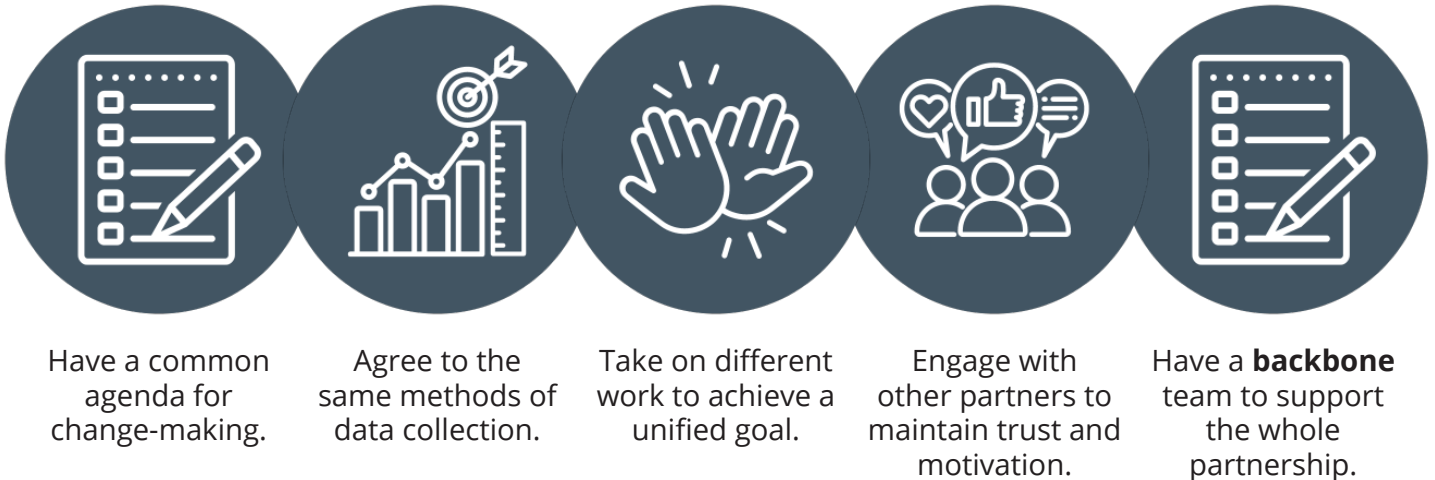 Have a common
agenda for
change-making.
Agree to the
same methods of
data collection.
Take on different
work to achieve a
unified goal.
Engage with
other partners to
maintain trust and
motivation.
Have a backbone
team to support
the whole
partnership.